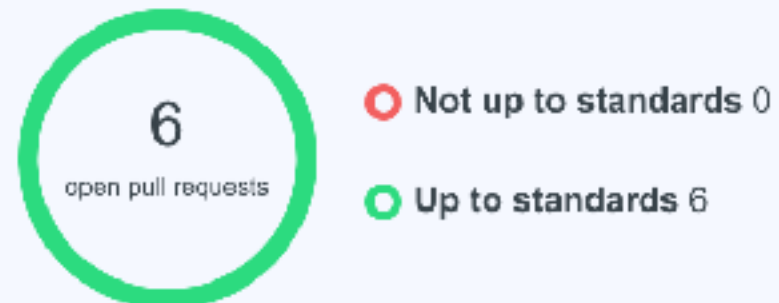 6
open pull requests
Not up to standards 0
Up to standards 6